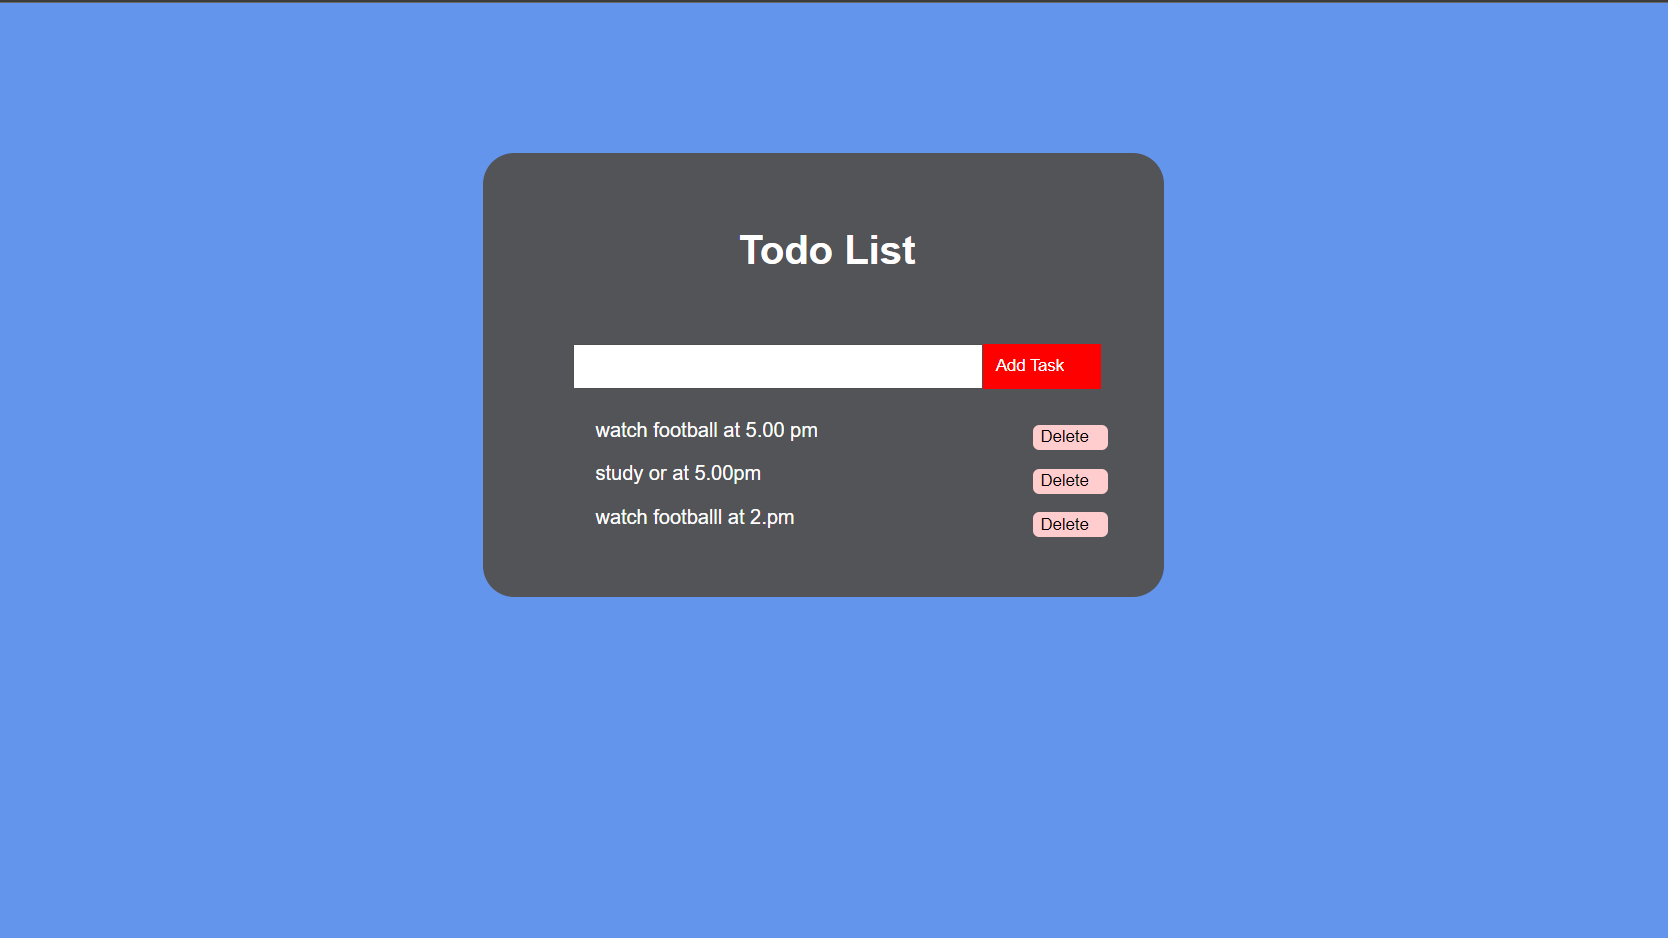 Todo List
Add Task
watch football at 5.00 pm
Delete
study or at 5.00pm
Delete
watch footballl at 2.pm
Delete